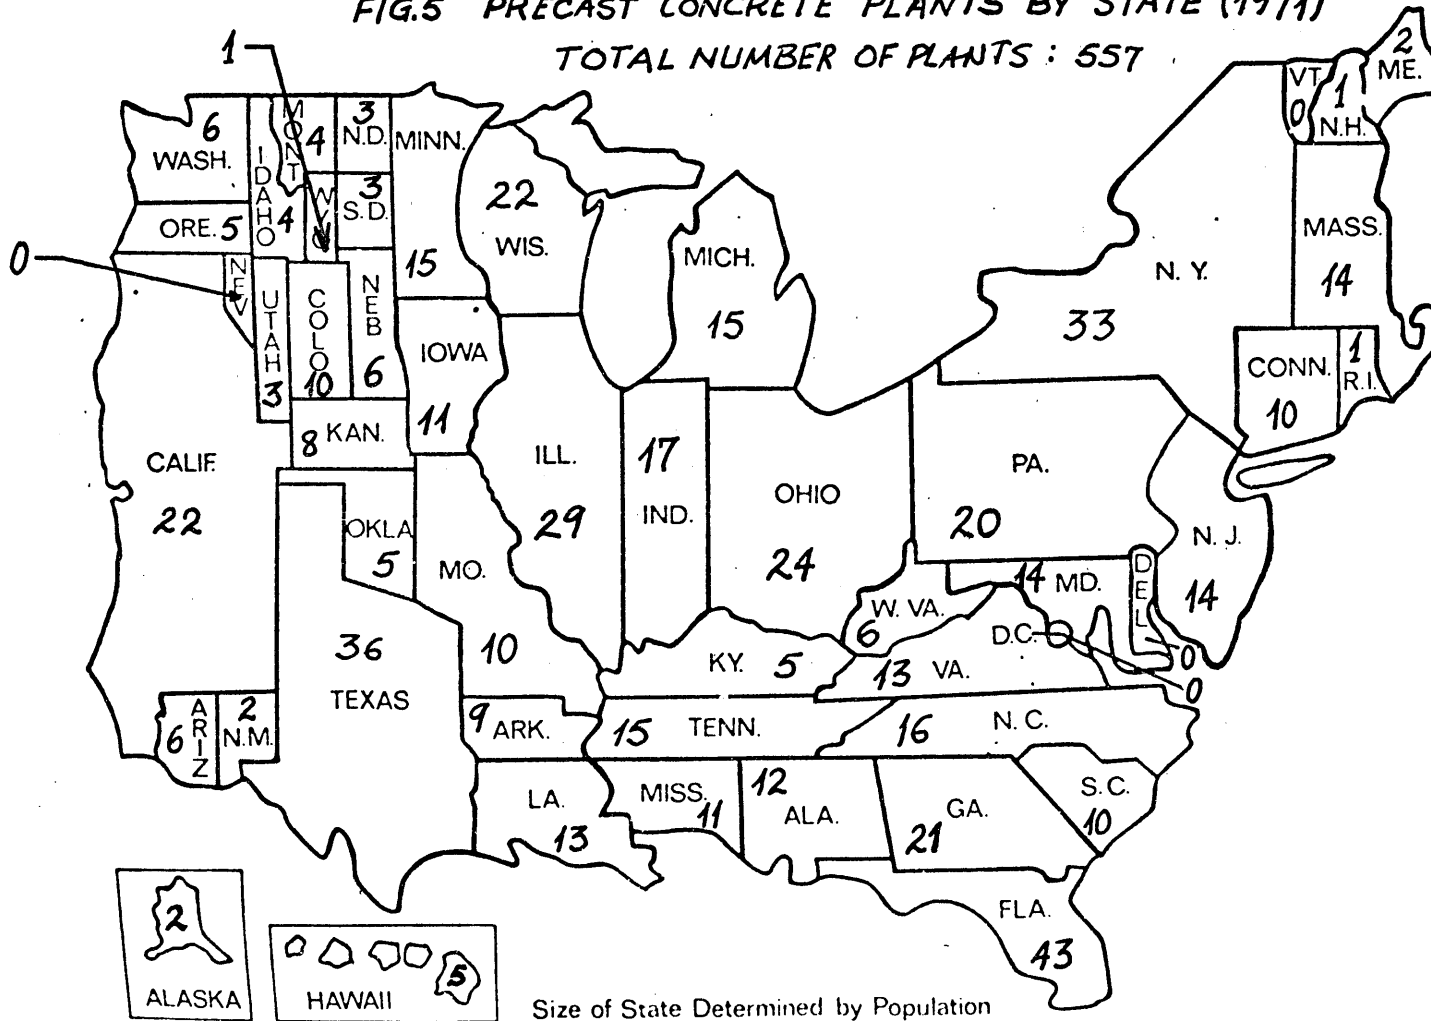 FIG.5 PRECAST CONCRETE PLANTS BY STATE (1971)
TOTAL NUMBER OF PLANTS : 557
1
0
6
WASH.
ORE. 5
IDAHO
4
MONT
4
3
N.D.
3
S.D.
WYO
NEV
UTAH
3
COLO
10
NEB
6
MINN.
15
22
WIS.
IOWA
11
MICH.
15
CALIF.
22
8 KAN.
OKLA
5
MO.
10
ILL.
29
17
IND.
OHIO
24
PA.
20
N. Y.
33
VT.
0
1
N.H.
2
ME.
MASS.
14
CONN.
10
1
R.I.
N. J.
14
DEL
0
14 MD.
D.C.
0
W. VA.
6
KY. 5
13 VA.
ARIZ
6
2
N.M.
36
TEXAS
9 ARK.
15 TENN.
16 N. C.
LA.
13
MISS.
11
12
ALA.
GA.
21
S. C.
10
FLA.
43
2
ALASKA
5
HAWAII
Size of State Determined by Population